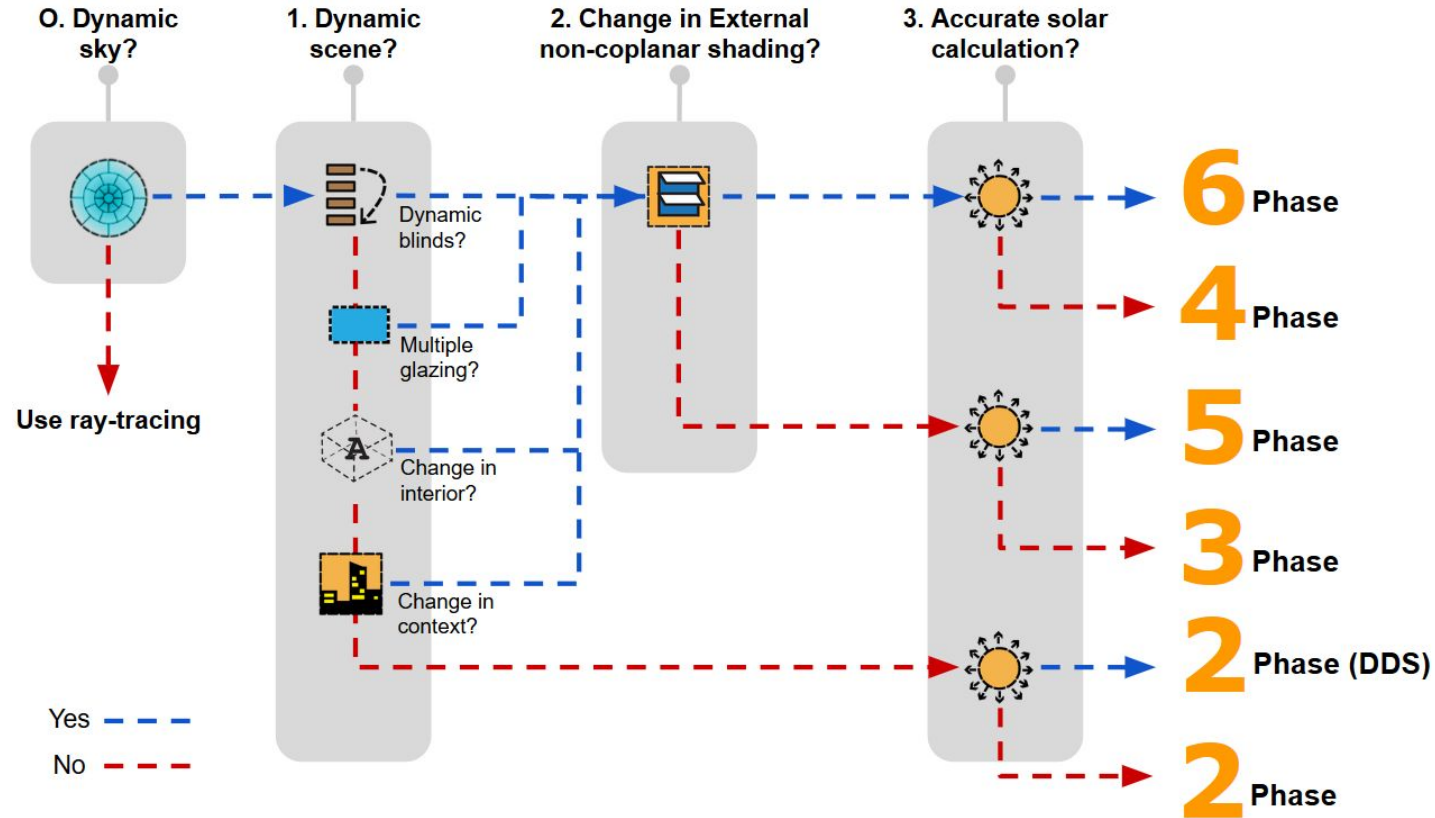 O. Dynamic
sky?
1. Dynamic
scene?
2. Change in External
non-coplanar shading?
3. Accurate solar
calculation?
Dynamic
blinds?
Multiple
glazing?
A
Change in
interior?
Change in
context?
Use ray-tracing
6 Phase
4 Phase
5 Phase
3 Phase
2 Phase (DDS)
2 Phase
Yes
No